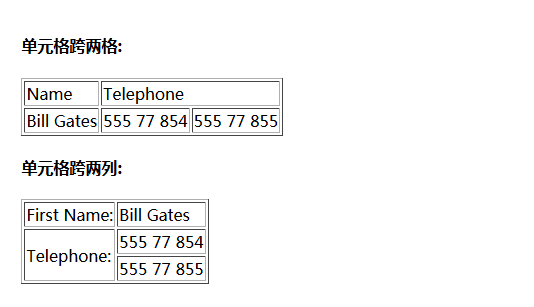 单元格跨两格:
Name Telephone
Bill Gates 555 77 854 555 77 855
单元格跨两列:
First Name: Bill Gates
Telephone: 555 77 854
555 77 855